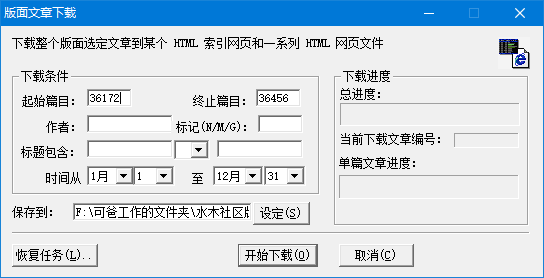 版面文章下载
下载整个版面选定文章到某个 HTML 索引网页和一系列 HTML 网页文件
下载条件
起始篇目： 36172 终止篇目： 36456
作者： 标记(N/M/G)：
标题包含：
时间从 1月 1 至 12月 31
下载进度
总进度：
当前下载文章编号：
单篇文章进度：
保存到： F:\可爸工作的文件夹\水木社区版 设定(S)
恢复任务(L).. 开始下载(O) 取消(C)